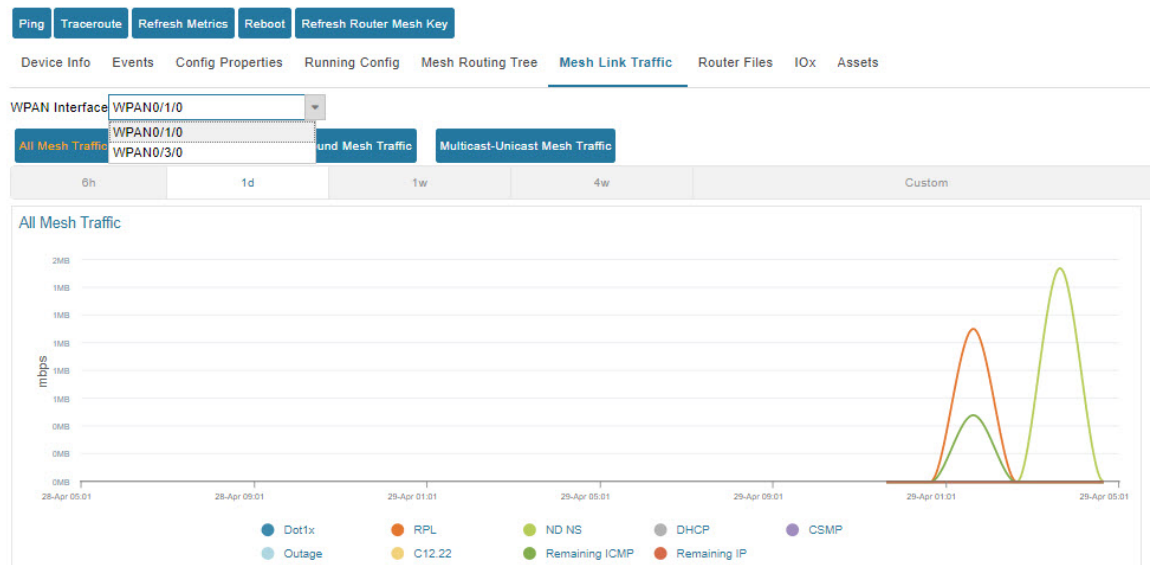 Ping Traceroute Refresh Metrics Reboot Refresh Router Mesh Key
Device Info Events Config Properties Running Config Mesh Routing Tree Mesh Link Traffic Router Files IOx Assets
WPAN Interface WPAN0/1/0
WPAN0/1/0
WPAN0/3/0
All Mesh Traffic und Mesh Traffic Multicast-Unicast Mesh Traffic
6h 1d 1w 4w Custom
All Mesh Traffic
2MB
1MB
1MB
1MB
1MB
1MB
0MB
0MB
0MB
mbps
28-Apr 05:01 28-Apr 09:01 29-Apr 01:01 29-Apr 05:01 29-Apr 09:01 29-Apr 01:01 29-Apr 05:01
Dot1x RPL ND NS DHCP CSMP
Outage C12.22 Remaining ICMP Remaining IP